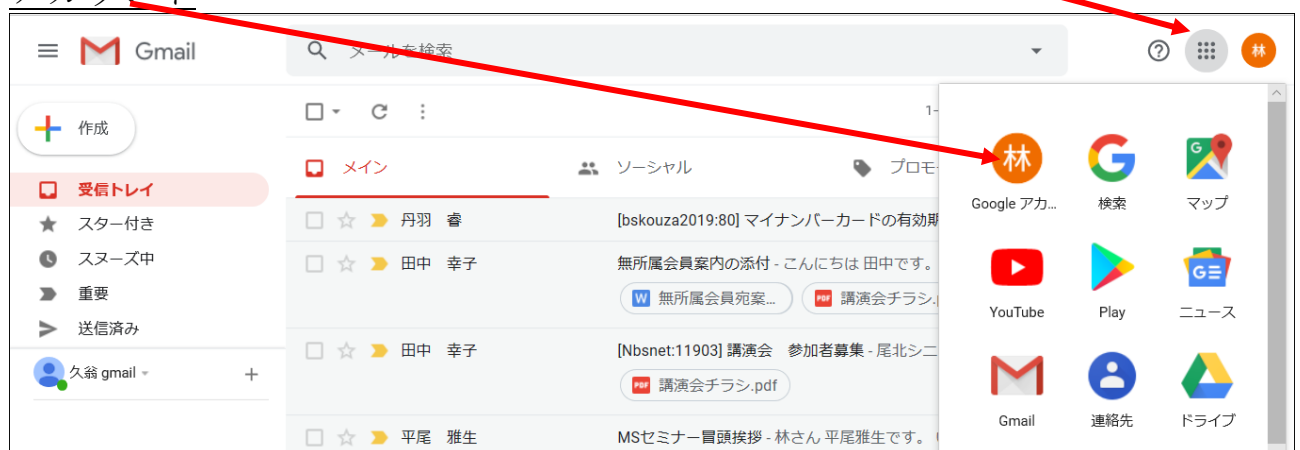 Gmail
メールを検索
林
作成
1-
メイン
ソーシャル
プロモ
受信トレイ
スター付き
スヌーズ中
重要
送信済み
久翁 gmail
丹羽 睿
[bskouza2019:80] マイナンバーカードの有効期
田中 幸子
無所属会員案内の添付 - こんにちは 田中です。
W 無所属会員宛案...
PDF 講演会チラシ.
田中 幸子
[Nbsnet:11903] 講演会 参加者募集 - 尾北シニ
PDF 講演会チラシ.pdf
平尾 雅生
MSセミナー冒頭挨拶 - 林さん 平尾雅生です。
林
Google アカ...
検索
マップ
YouTube
Play
ニュース
Gmail
連絡先
ドライブ